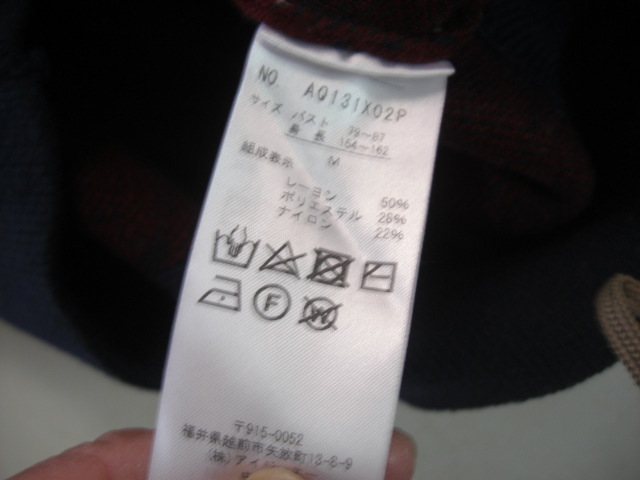 NO AQ131X02P
サイズ バスト 79～87
身長 154～162
M
組成表示
レーヨン 50%
ポリエステル 28%
ナイロン 22%
F
W
〒915-0052
福井県越前市矢放町13-8-9
(株)アイ